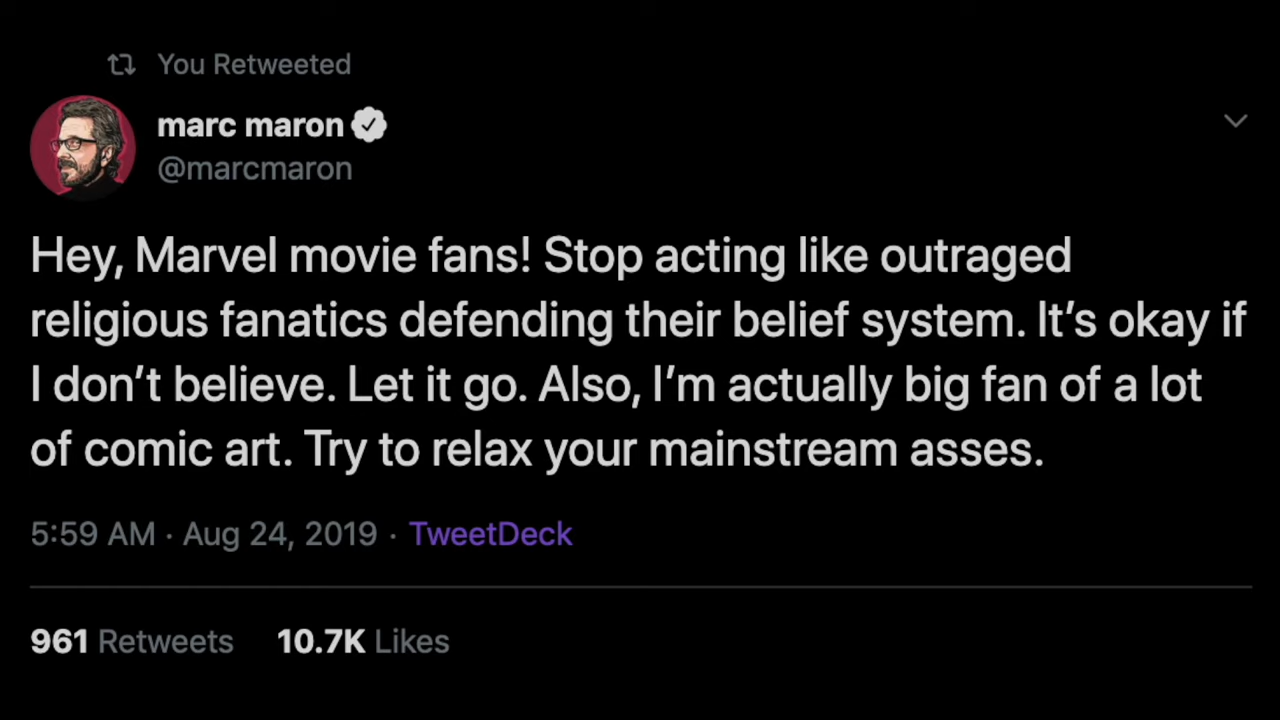 You Retweeted
marc maron
@marcmaron
Hey, Marvel movie fans! Stop acting like outraged
religious fanatics defending their belief system. It’s okay if
I don’t believe. Let it go. Also, I’m actually big fan of a lot
of comic art. Try to relax your mainstream asses.
5:59 AM · Aug 24, 2019 · TweetDeck
961 Retweets 10.7K Likes